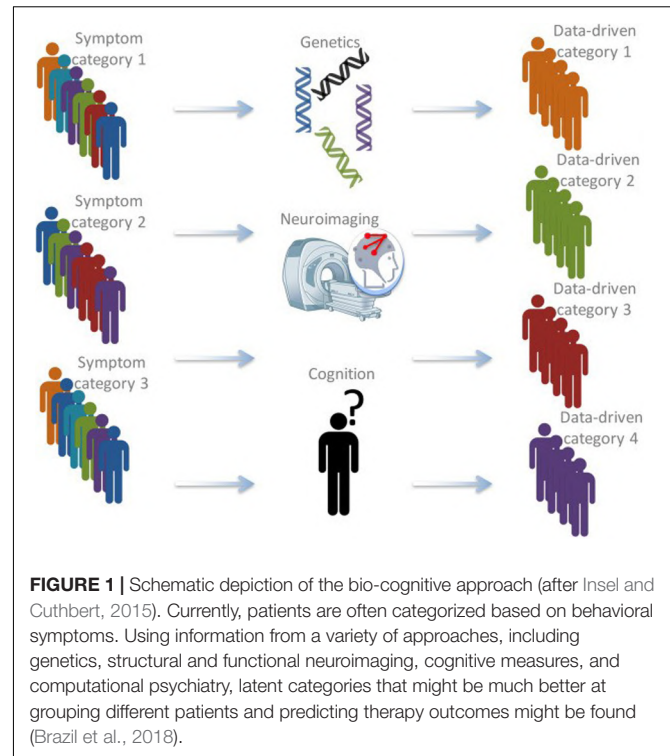 Symptom
category 1
Genetics
Data-driven
category 1
Symptom
category 2
Neuroimaging
Data-driven
category 2
Symptom
category 3
Cognition
?
Data-driven
category 3
Data-driven
category 4
FIGURE 1 | Schematic depiction of the bio-cognitive approach (after Insel and
Cuthbert, 2015). Currently, patients are often categorized based on behavioral
symptoms. Using information from a variety of approaches, including
genetics, structural and functional neuroimaging, cognitive measures, and
computational psychiatry, latent categories that might be much better at
grouping different patients and predicting therapy outcomes might be found
(Brazil et al., 2018).